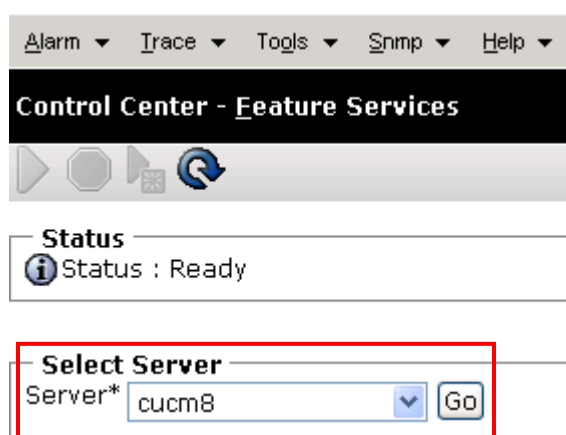 Alarm Trace Tools Snmp Help
Control Center - Feature Services
Status
Status : Ready
Select Server
Server* cucm8 Go